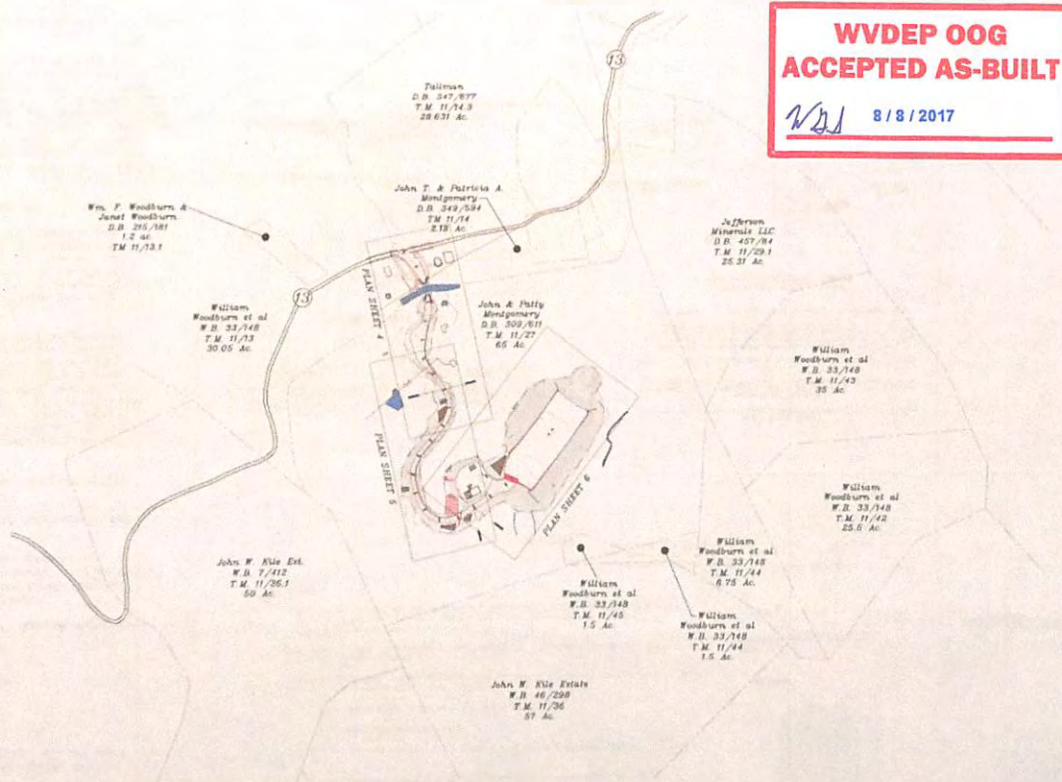 WVDEP OOG
ACCEPTED AS-BUILT
8/8/2017
13
Tallman
D.B. 347/677
T.M. 11/14.3
28.631 Ac.
John T. & Patricia A.
Montgomery
D.B. 349/594
TM 11/14
2.13 Ac.
Wm. F. Woodburn &
Janet Woodburn
D.B. 215/181
1.2 ac.
TM 11/13.1
Jefferson
Minerals LLC
D.B. 457/84
T.M. 11/29.1
25.31 Ac.
13
William
Woodburn et al
W.B. 33/148
T.M. 11/13
30.05 Ac.
PLAN SHEET 4
John & Patty
Montgomery
D.B. 309/611
T.M. 11/27
65 Ac.
William
Woodburn et al
W.B. 33/148
T.M. 11/43
35 Ac.
PLAN SHEET 5
PLAN SHEET 6
William
Woodburn et al
W.B. 33/148
T.M. 11/42
25.5 Ac.
John W. Kile Est.
W.B. 7/412
T.M. 11/36.1
50 Ac.
William
Woodburn et al
W.B. 33/148
T.M. 11/44
6.75 Ac.
William
Woodburn et al
W.B. 33/148
T.M. 11/45
1.5 Ac.
William
Woodburn et al
W.B. 33/148
T.M. 11/44
1.5 Ac.
John W. Kile Estate
W.B. 46/298
T.M. 11/36
57 Ac.